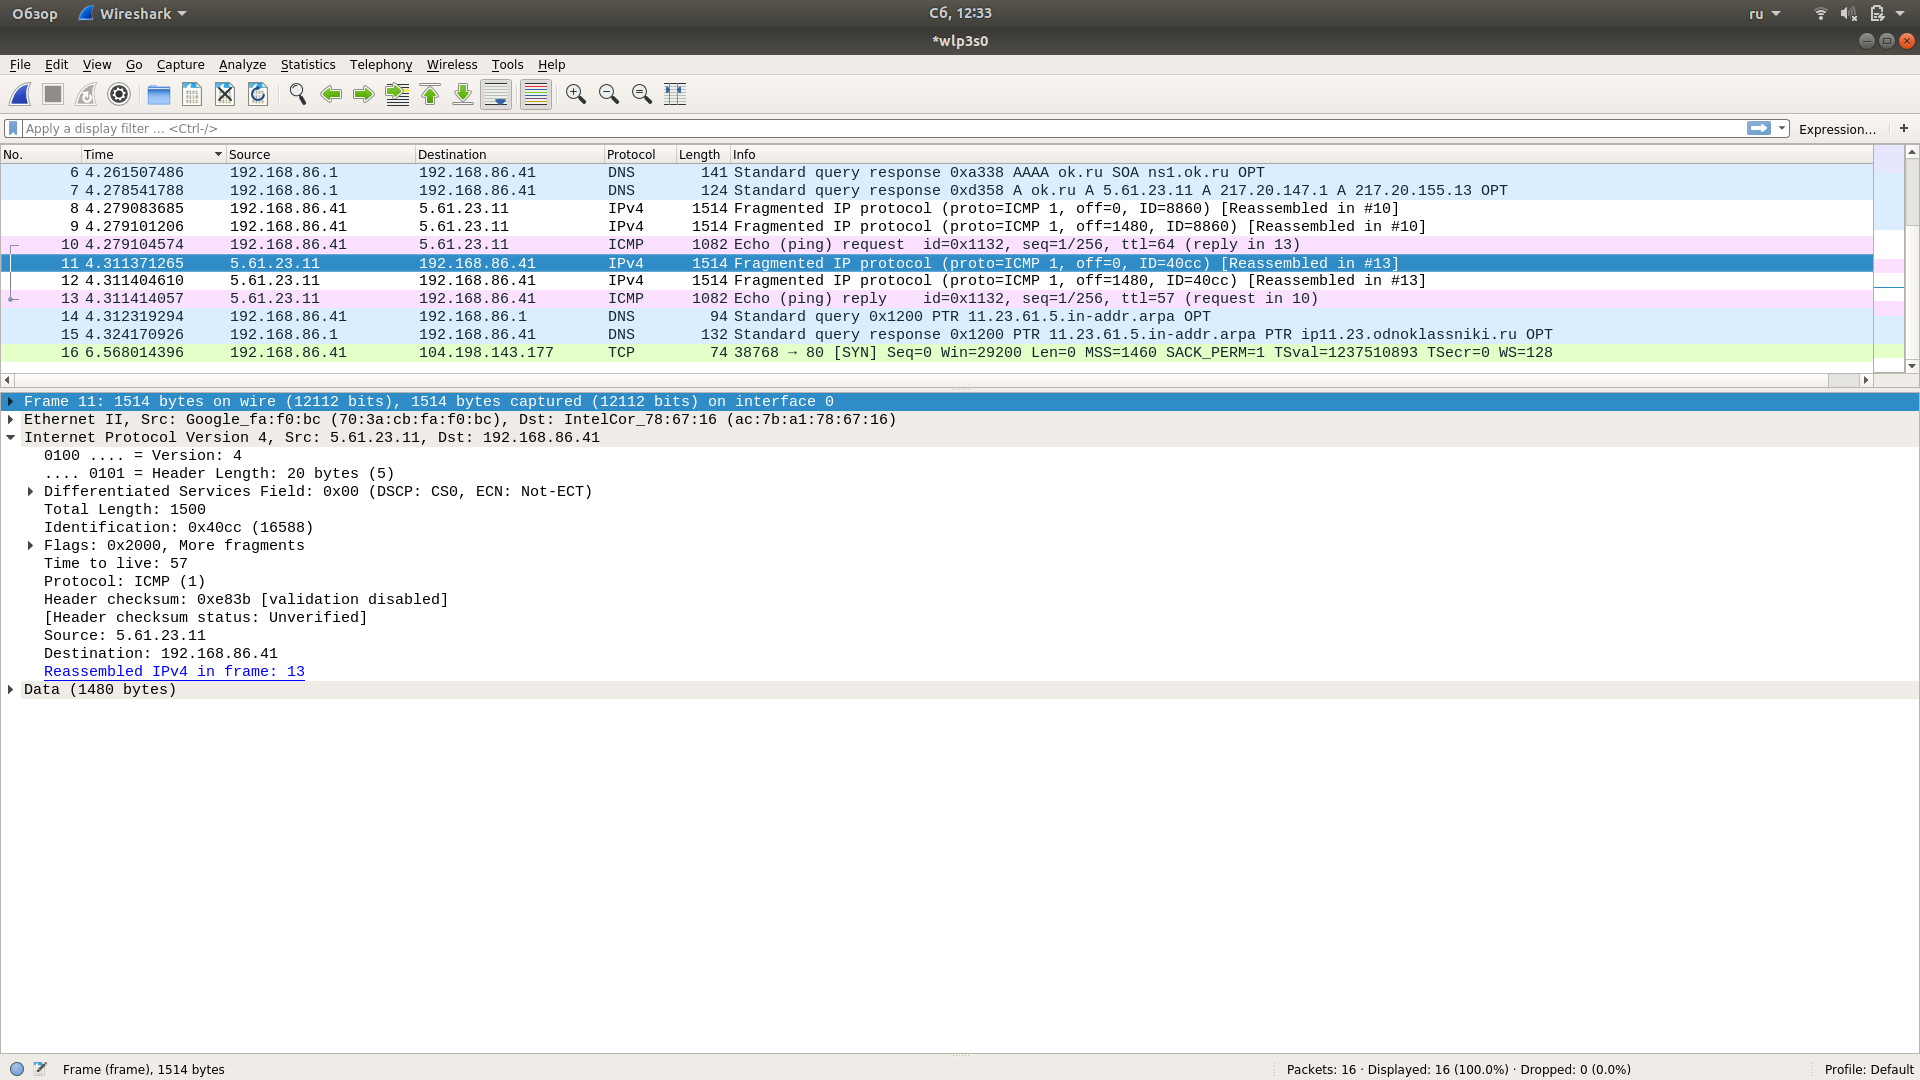 Обзор Wireshark Сб, 12:33 ru
*wlp3s0
File Edit View Go Capture Analyze Statistics Telephony Wireless Tools Help
Apply a display filter ... <Ctrl-/> Expression... +
No. Time Source Destination Protocol Length Info
6 4.261507486 192.168.86.1 192.168.86.41 DNS 141 Standard query response 0xa338 AAAA ok.ru SOA ns1.ok.ru OPT
7 4.278541788 192.168.86.1 192.168.86.41 DNS 124 Standard query response 0xd358 A ok.ru A 5.61.23.11 A 217.20.147.1 A 217.20.155.13 OPT
8 4.279083685 192.168.86.41 5.61.23.11 IPv4 1514 Fragmented IP protocol (proto=ICMP 1, off=0, ID=8860) [Reassembled in #10]
9 4.279101206 192.168.86.41 5.61.23.11 IPv4 1514 Fragmented IP protocol (proto=ICMP 1, off=1480, ID=8860) [Reassembled in #10]
10 4.279104574 192.168.86.41 5.61.23.11 ICMP 1082 Echo (ping) request id=0x1132, seq=1/256, ttl=64 (reply in 13)
11 4.311371265 5.61.23.11 192.168.86.41 IPv4 1514 Fragmented IP protocol (proto=ICMP 1, off=0, ID=40cc) [Reassembled in #13]
12 4.311404610 5.61.23.11 192.168.86.41 IPv4 1514 Fragmented IP protocol (proto=ICMP 1, off=1480, ID=40cc) [Reassembled in #13]
13 4.311414057 5.61.23.11 192.168.86.41 ICMP 1082 Echo (ping) reply id=0x1132, seq=1/256, ttl=57 (request in 10)
14 4.312319294 192.168.86.41 192.168.86.1 DNS 94 Standard query 0x1200 PTR 11.23.61.5.in-addr.arpa OPT
15 4.324170926 192.168.86.1 192.168.86.41 DNS 132 Standard query response 0x1200 PTR 11.23.61.5.in-addr.arpa PTR ip11.23.odnoklassniki.ru OPT
16 6.568014396 192.168.86.41 104.198.143.177 TCP 74 38768 → 80 [SYN] Seq=0 Win=29200 Len=0 MSS=1460 SACK_PERM=1 TSval=1237510893 TSecr=0 WS=128
Frame 11: 1514 bytes on wire (12112 bits), 1514 bytes captured (12112 bits) on interface 0
Ethernet II, Src: Google_fa:f0:bc (70:3a:cb:fa:f0:bc), Dst: IntelCor_78:67:16 (ac:7b:a1:78:67:16)
Internet Protocol Version 4, Src: 5.61.23.11, Dst: 192.168.86.41
0100 .... = Version: 4
.... 0101 = Header Length: 20 bytes (5)
Differentiated Services Field: 0x00 (DSCP: CS0, ECN: Not-ECT)
Total Length: 1500
Identification: 0x40cc (16588)
Flags: 0x2000, More fragments
Time to live: 57
Protocol: ICMP (1)
Header checksum: 0xe83b [validation disabled]
[Header checksum status: Unverified]
Source: 5.61.23.11
Destination: 192.168.86.41
Reassembled IPv4 in frame: 13
Data (1480 bytes)
Frame (frame), 1514 bytes Packets: 16 · Displayed: 16 (100.0%) · Dropped: 0 (0.0%) Profile: Default